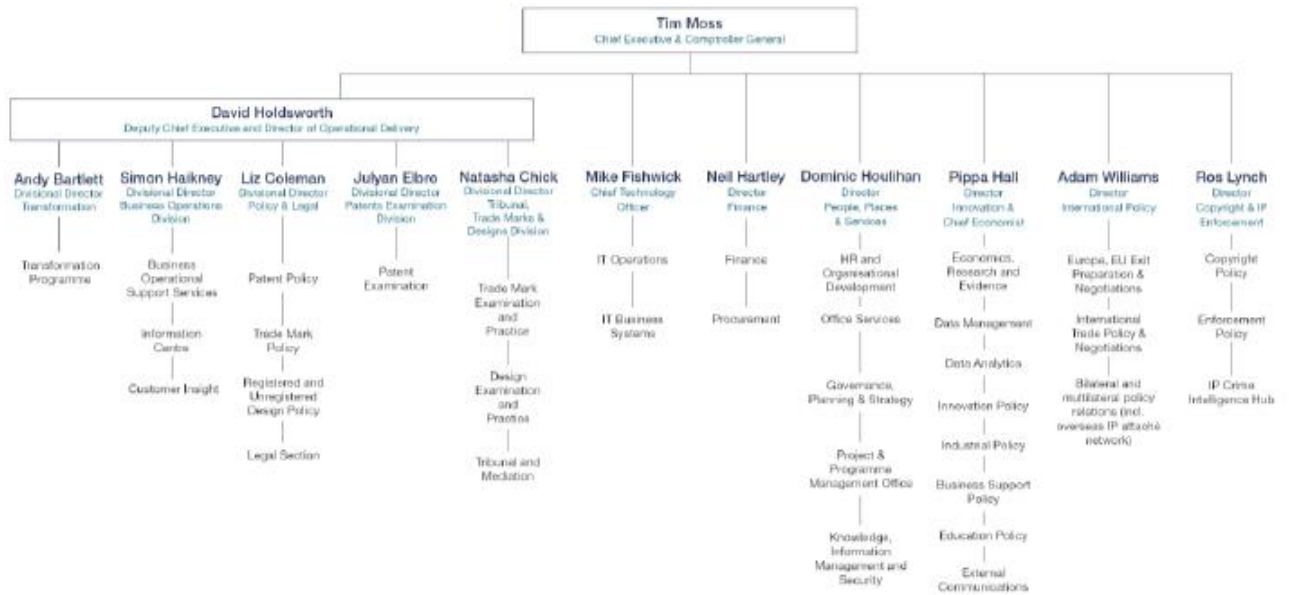 Tim Moss
Chief Executive & Comptroller General
David Holdsworth
Deputy Chief Executive and Director of Operational Delivery
Andy Bartlett
Divisional Director
Transformation
Transformation
Programme
Simon Haikney
Divisional Director
Business Operations
Division
Business
Operational
Support Services
Information
Centre
Customer Insight
Liz Coleman
Divisional Director
Policy & Legal
Patent Policy
Trade Mark
Policy
Registered and
Unregistered
Design Policy
Legal Section
Julyan Elbro
Divisional Director
Patents Examination
Division
Patent
Examination
Natasha Chick
Divisional Director
Tribunal,
Trade Marks &
Designs Division
Trade Mark
Examination
and
Practice
Design
Examination
and
Practice
Tribunal and
Mediation
Mike Fishwick
Chief Technology
Officer
IT Operations
IT Business
Systems
Neil Hartley
Director
Finance
Finance
Procurement
Dominic Houlihan
Director
People, Places
& Services
HR and
Organisational
Development
Office Services
Governance,
Planning & Strategy
Project &
Programme
Management Office
Knowledge,
Information
Management and
Security
Pippa Hall
Director
Innovation &
Chief Economist
Economics,
Research and
Evidence
Data Management
Data Analytics
Innovation Policy
Industrial Policy
Business Support
Policy
Education Policy
External
Communications
Adam Williams
Director
International Policy
Europe, EU Exit
Preparation &
Negotiations
International
Trade Policy &
Negotiations
Bilateral and
multilateral policy
relations (incl.
overseas IP attaché
network)
Ros Lynch
Director
Copyright & IP
Enforcement
Copyright
Policy
Enforcement
Policy
IP Crime
Intelligence Hub